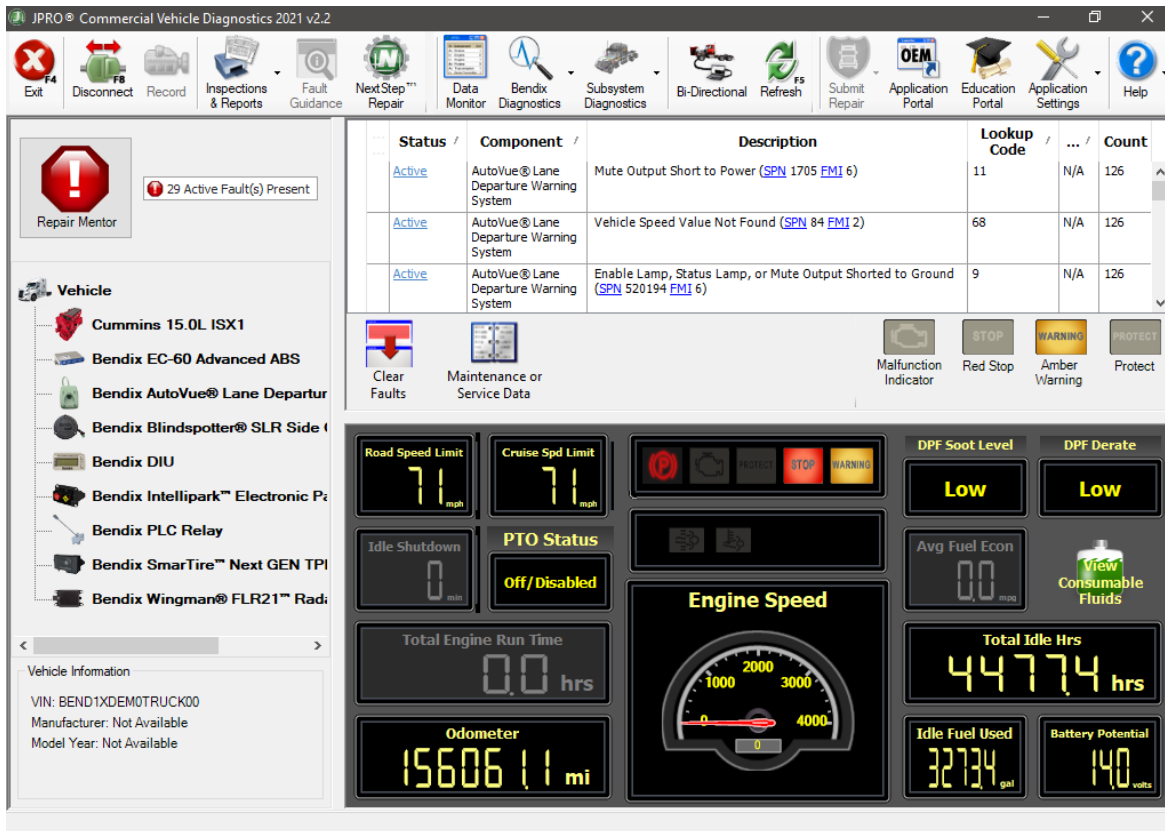 JPRO® Commercial Vehicle Diagnostics 2021 v2.2
F4
Exit
F8
Disconnect
Record
Inspections
& Reports
Fault
Guidance
NextStep™
Repair
Data
Monitor
Bendix
Diagnostics
Subsystem
Diagnostics
Bi-Directional
F5
Refresh
Submit
Repair
OEM
Application
Portal
Education
Portal
Application
Settings
Help
Repair Mentor
29 Active Fault(s) Present
Status Component Description Lookup Code ... Count
Active AutoVue® Lane Mute Output Short to Power (SPN 1705 FMI 6) 11 N/A 126
Departure Warning
System
Active AutoVue® Lane Vehicle Speed Value Not Found (SPN 84 FMI 2) 68 N/A 126
Departure Warning
System
Active AutoVue® Lane Enable Lamp, Status Lamp, or Mute Output Shorted to Ground 9 N/A 126
Departure Warning (SPN 520194 FMI 6)
System
Clear
Faults
Maintenance or
Service Data
Malfunction
Indicator
STOP
Red Stop
WARNING
Amber
Warning
PROTECT
Protect
Vehicle
Cummins 15.0L ISX1
Bendix EC-60 Advanced ABS
Bendix AutoVue® Lane Departur
Bendix Blindspotter® SLR Side
Bendix DIU
Bendix Intellipark™ Electronic Pa
Bendix PLC Relay
Bendix SmarTire™ Next GEN TPI
Bendix Wingman® FLR21™ Rada
Vehicle Information
VIN: BEND1XDEM0TRUCK00
Manufacturer: Not Available
Model Year: Not Available
Road Speed Limit
71 mph
Cruise Spd Limit
71 mph
PROTECT STOP WARNING
DPF Soot Level
Low
DPF Derate
Low
Idle Shutdown
0 min
PTO Status
Off/Disabled
Avg Fuel Econ
0.0 mpg
View
Consumable
Fluids
Engine Speed
0 1000 2000 3000 4000
0
Total Engine Run Time
0.0 hrs
Total Idle Hrs
4477.4 hrs
Odometer
156061.1 mi
Idle Fuel Used
3273.4 gal
Battery Potential
14.0 volts